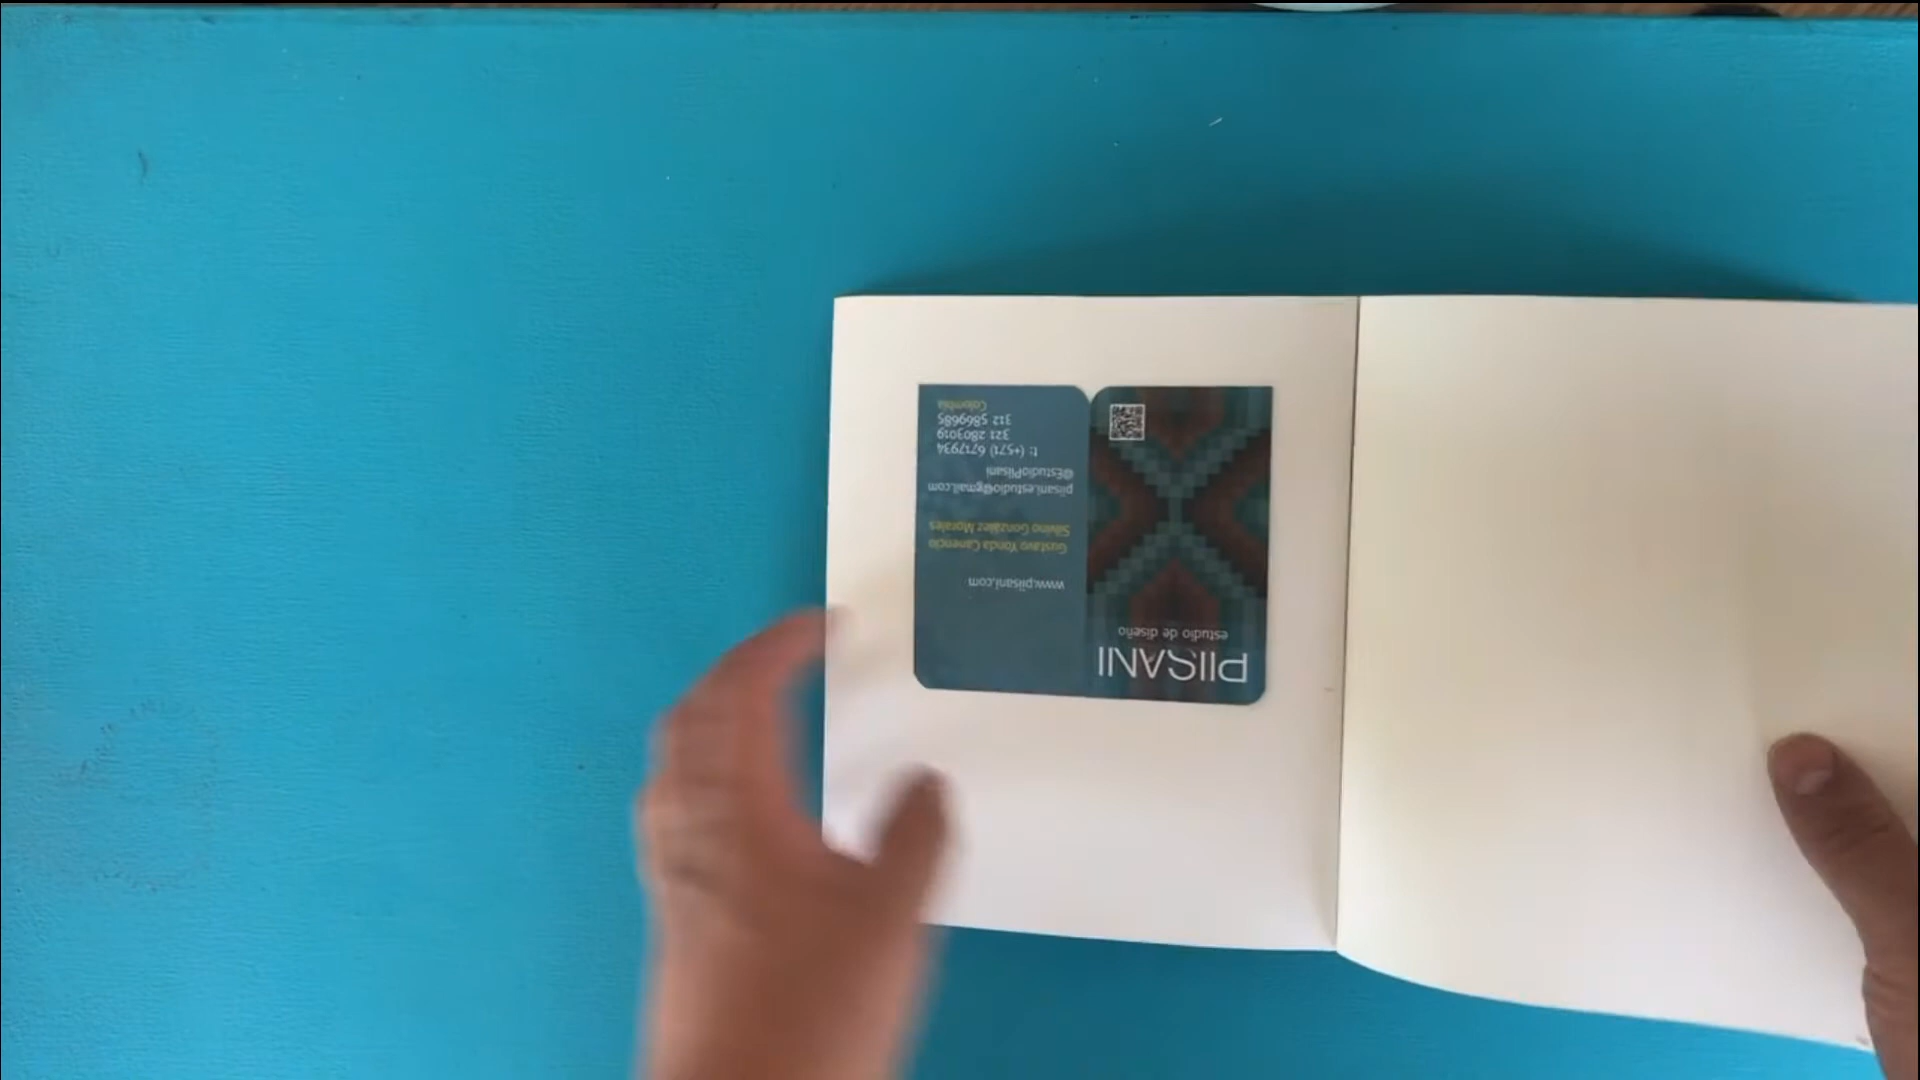 PIISANI
estudio de diseño
www.piisani.com
Gustavo Yonda Canencio
Silvino González Morales
piisani.estudio@gmail.com
@EstudioPiisani
t: (+571) 6717934
321 2803019
312 5869685
Colombia